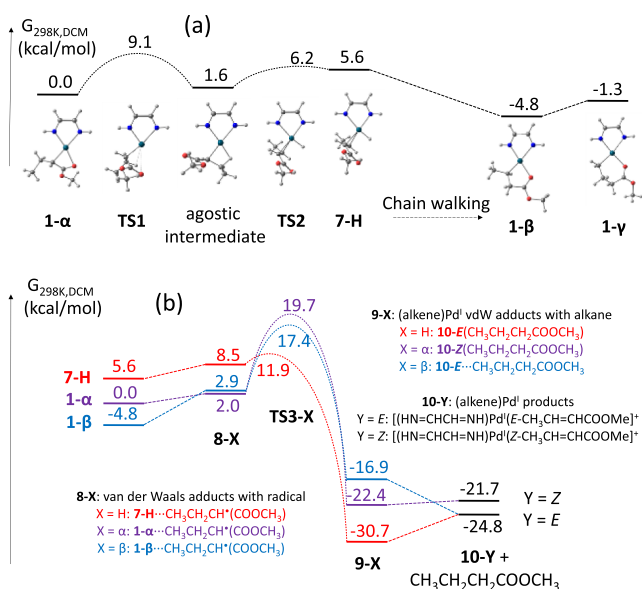 G298K,DCM
(kcal/mol)
(a)
0.0
9.1
1.6
6.2
5.6
-4.8
-1.3
1-α
TS1
agostic
intermediate
TS2
7-H
Chain walking
1-β
1-γ
G298K,DCM
(kcal/mol)
(b)
19.7
17.4
9-X: (alkene)PdI vdW adducts with alkane
X = H: 10-E(CH3CH2CH2COOCH3)
X = α: 10-Z(CH3CH2CH2COOCH3)
X = β: 10-E···CH3CH2CH2COOCH3
7-H
5.6
8.5
11.9
1-α
0.0
2.9
1-β
-4.8
2.0
TS3-X
8-X
10-Y: (alkene)PdI products
Y = E: [(HN=CHCH=NH)PdI(E-CH3CH=CHCOOMe]+
Y = Z: [(HN=CHCH=NH)PdI(Z-CH3CH=CHCOOMe]+
8-X: van der Waals adducts with radical
X = H: 7-H···CH3CH2CH•(COOCH3)
X = α: 1-α···CH3CH2CH•(COOCH3)
X = β: 1-β···CH3CH2CH•(COOCH3)
-16.9
-22.4
-30.7
9-X
-21.7
Y = Z
-24.8
Y = E
10-Y +
CH3CH2CH2COOCH3